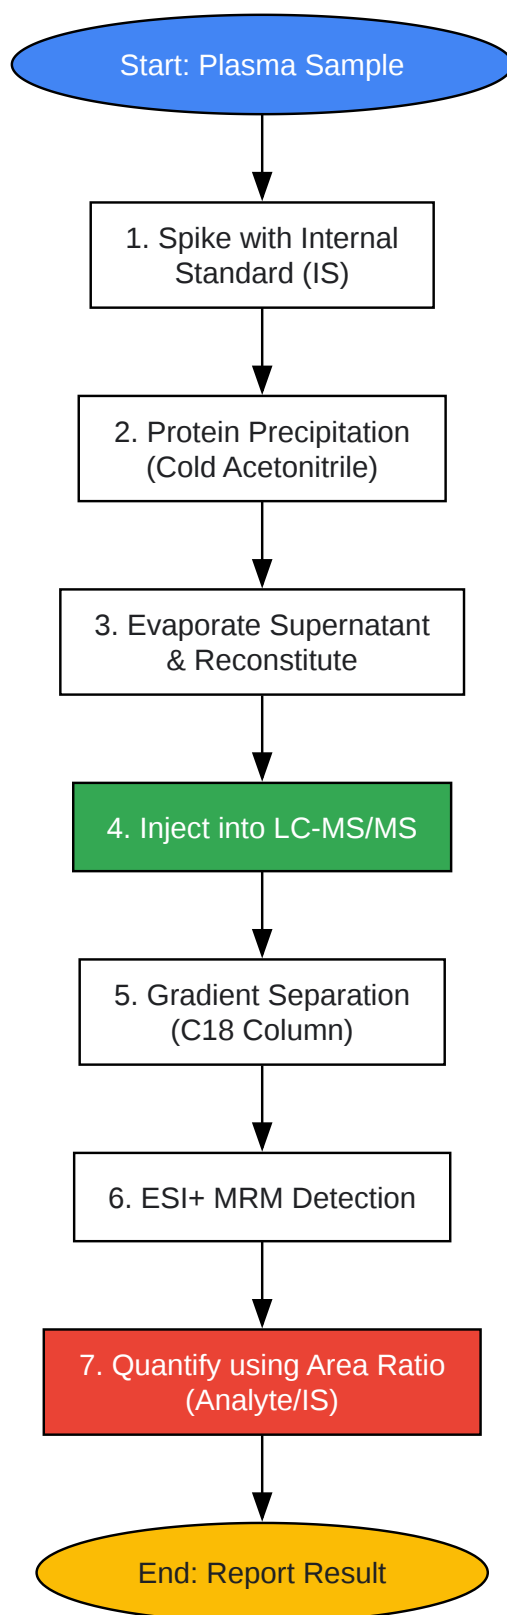 Start: Plasma Sample
1. Spike with Internal
Standard (IS)
2. Protein Precipitation
(Cold Acetonitrile)
3. Evaporate Supernatant
& Reconstitute
4. Inject into LC-MS/MS
5. Gradient Separation
(C18 Column)
6. ESI+ MRM Detection
7. Quantify using Area Ratio
(Analyte/IS)
End: Report Result